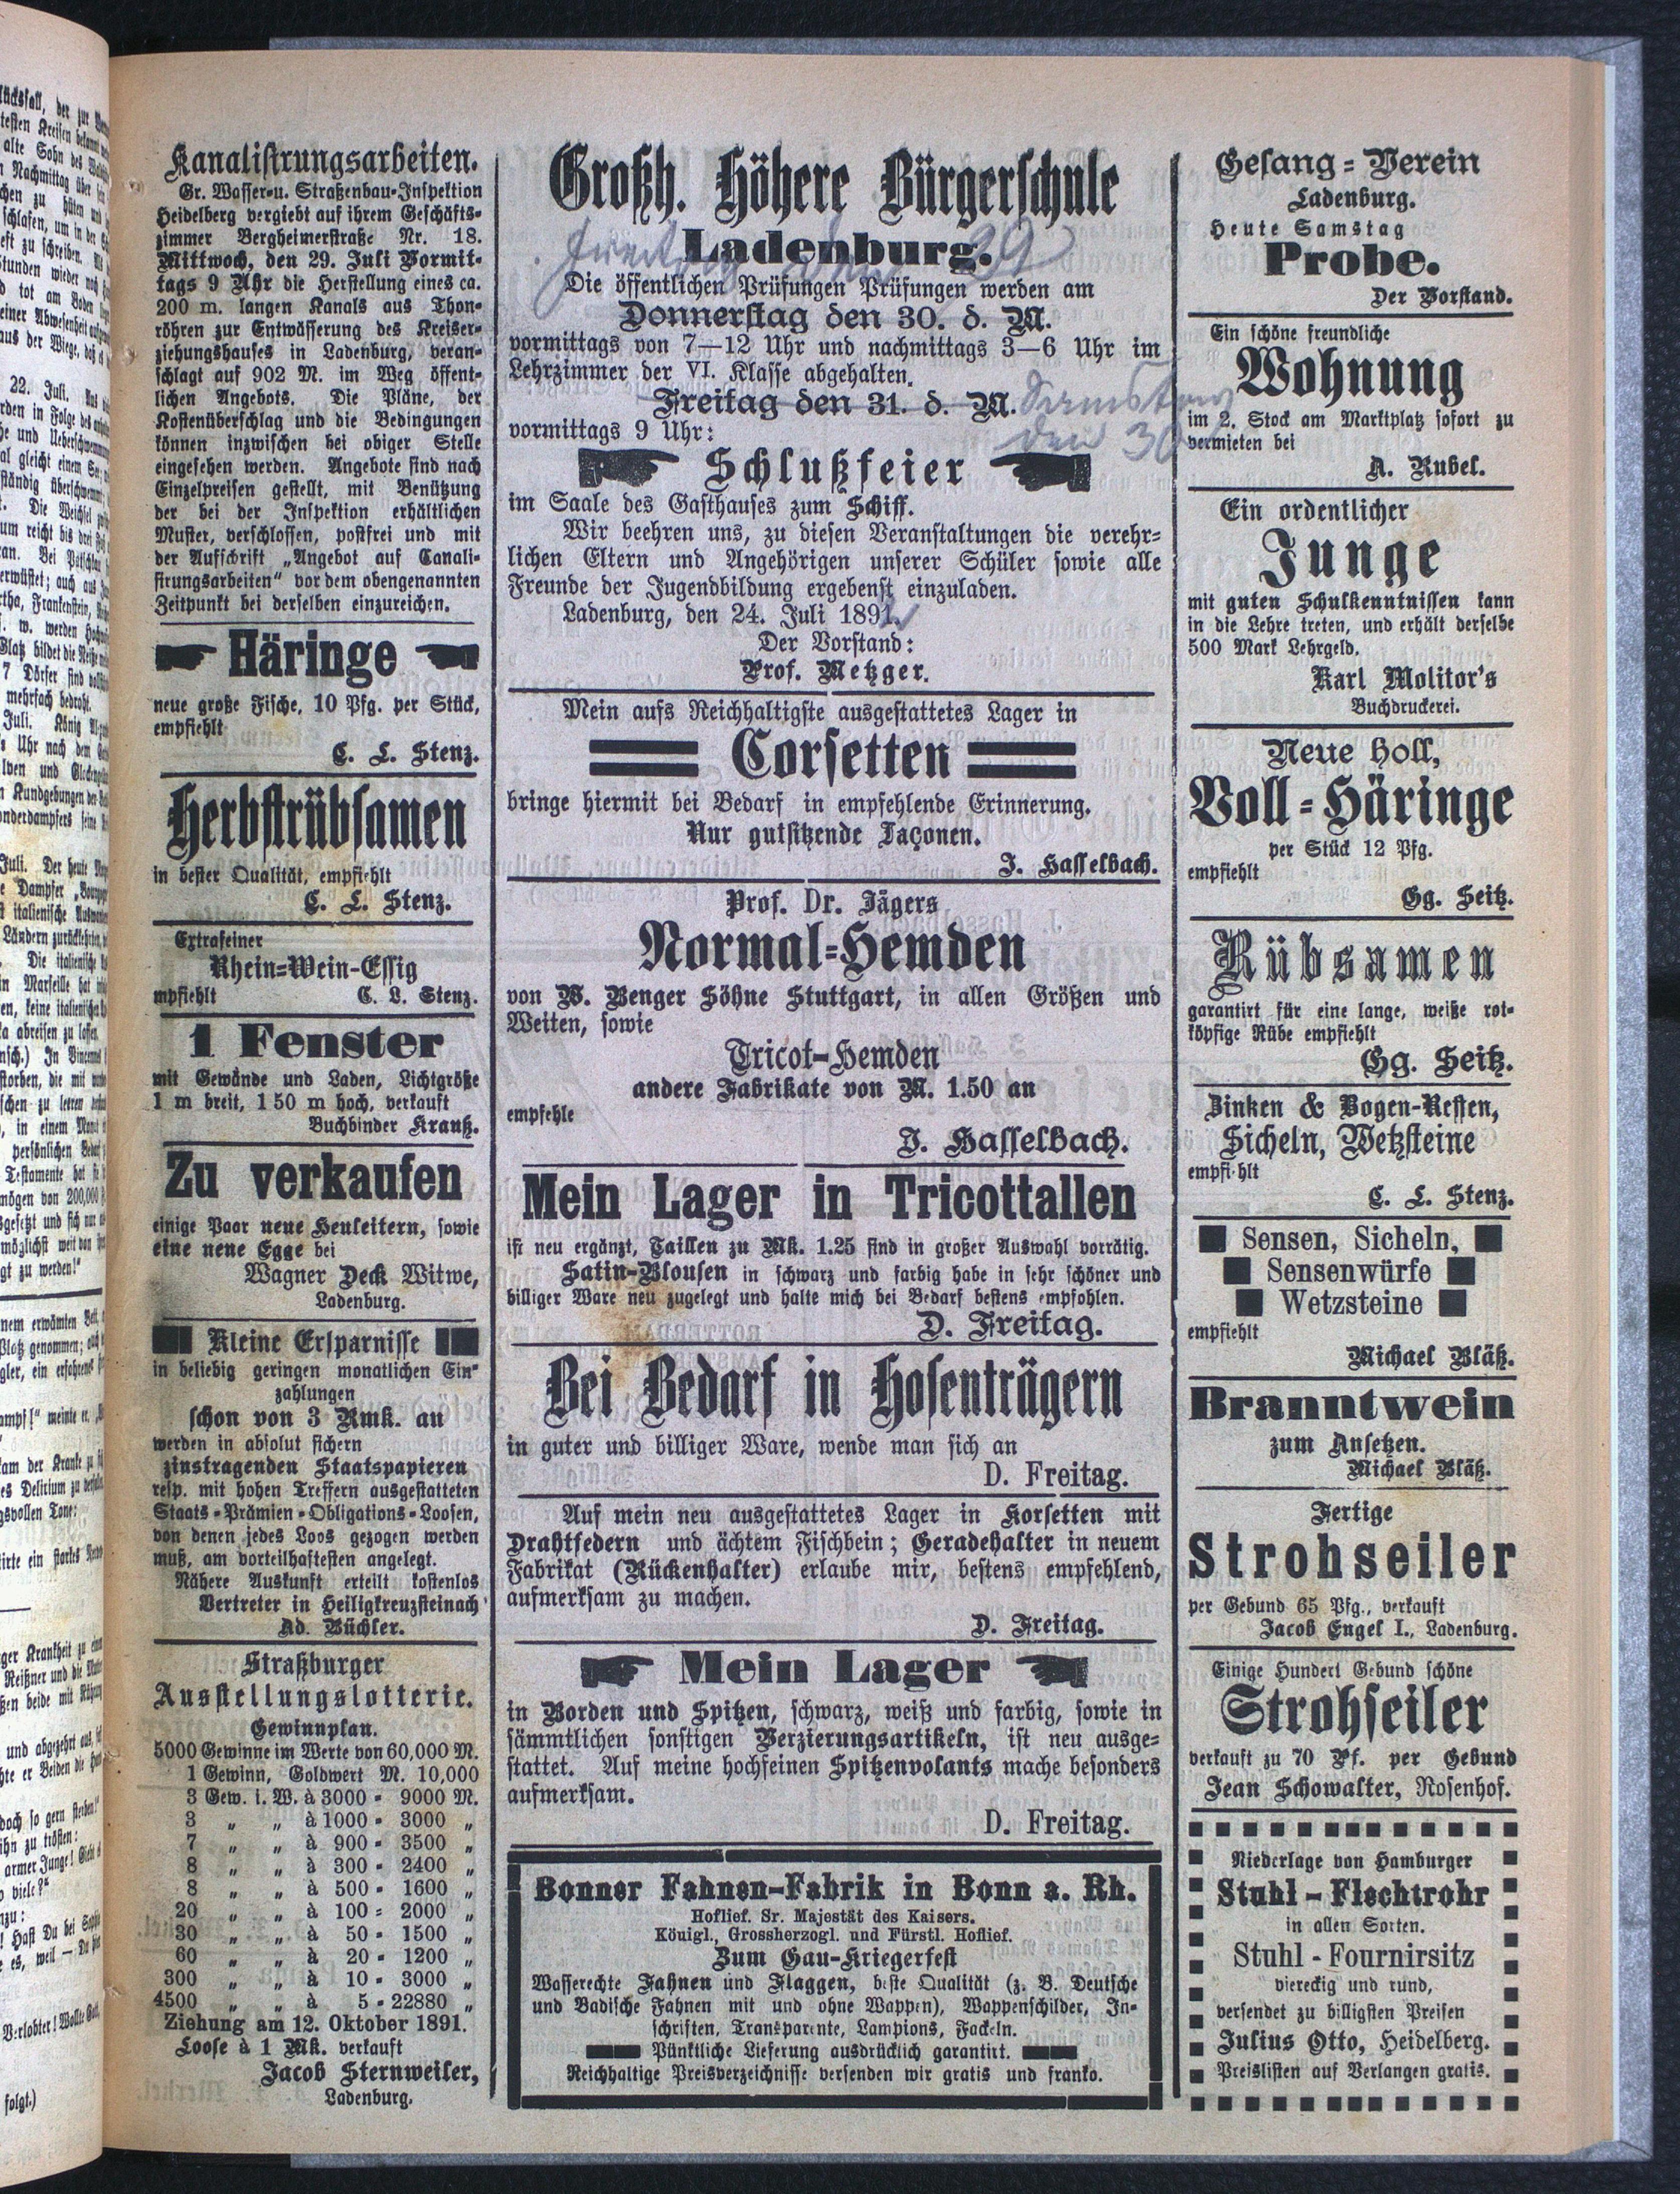 Kanalisirungsarbeiten.
Gr. Wasser- u. Straßenbau-Inspektion
Heidelberg vergiebt auf ihrem Geschäfts-
zimmer Bergheimerstraße Nr. 18.
Mittwoch, den 29. Juli Vormit-
tags 9 Uhr die Herstellung eines ca.
200 m. langen Kanals aus Thon-
röhren zur Entwässerung des Kreiser-
ziehungshauses in Ladenburg, veran-
schlagt auf 902 M. im Weg öffent-
lichen Angebots. Die Pläne, der
Kostenüberschlag und die Bedingungen
können inzwischen bei obiger Stelle
eingesehen werden. Angebote sind nach
Einzelpreisen gestellt, mit Benützung
der bei der Inspektion erhältlichen
Muster, verschlossen, postfrei und mit
der Aufschrift „Angebot auf Canali-
sirungsarbeiten" vor dem obengenannten
Zeitpunkt bei derselben einzureichen.
Häringe
neue große Fische, 10 Pfg. per Stück,
empfiehlt
C. L. Stenz.
Herbstrübsamen
in bester Qualität, empfiehlt
C. L. Stenz.
Extrafeiner
Rhein=Wein-Essig
mpfiehlt C. L. Stenz.
1 Fenster
mit Gewände und Laden, Lichtgröße
1 m breit, 1 50 m hoch, verkauft
Buchbinder Krauß.
Zu verkaufen
einige Paar neue Heuleitern, sowie
eine neue Egge bei
Wagner Deck Witwe,
Ladenburg.
Kleine Ersparnisse
in beliebig geringen monatlichen Ein-
zahlungen
schon von 3 Rmk. an
werden in absolut sichern
zinstragenden Staatspapieren
resp. mit hohen Treffern ausgestatteten
Staats-Prämien-Obligations-Loosen,
von denen jedes Loos gezogen werden
muß, am vorteilhaftesten angelegt.
Nähere Auskunft erteilt kostenlos
Vertreter in Heiligkreuzsteinach
Ad. Büchler.
Straßburger
Ausstellungslotterie.
Gewinnplan.
5000 Gewinne im Werte von 60,000 M.
1 Gewinn, Goldwert M. 10,000
3 Gew. i. W. à 3000 = 9000 M.
3 „ „ à 1000 = 3000 „
7 „ „ à 900 = 3500 „
8 „ „ à 300 = 2400 „
8 „ „ à 500 = 1600 „
20 „ „ à 100 = 2000 „
30 „ „ à 50 = 1500 „
60 „ „ à 20 = 1200 „
300 „ „ à 10 = 3000 „
4500 „ „ à 5 = 22880 „
Ziehung am 12. Oktober 1891.
Loose à 1 Mk. verkauft
Jacob Sternweiler,
Ladenburg.
Großh. Höhere Bürgerschule
Ladenburg.
Die öffentlichen Prüfungen Prüfungen werden am
Donnerstag den 30. d. M.
vormittags von 7—12 Uhr und nachmittags 3—6 Uhr im
Lehrzimmer der VI. Klasse abgehalten.
Freitag den 31. d. M. Samstag
vormittags 9 Uhr: den 30
Schlußfeier
im Saale des Gasthauses zum Schiff.
Wir beehren uns, zu diesen Veranstaltungen die verehr-
lichen Eltern und Angehörigen unserer Schüler sowie alle
Freunde der Jugendbildung ergebenst einzuladen.
Ladenburg, den 24. Juli 1891.
Der Vorstand:
Prof. Metzger.
Mein aufs Reichhaltigste ausgestattetes Lager in
Corsetten
bringe hiermit bei Bedarf in empfehlende Erinnerung.
Nur gutsitzende Façonen.
J. Hasselbach.
Prof. Dr. Jägers
Normal=Hemden
von W. Benger Söhne Stuttgart, in allen Größen und
Weiten, sowie
Tricot-Hemden
andere Fabrikate von M. 1.50 an
empfehle
J. Hasselbach.
Mein Lager in Tricottallen
ist neu ergänzt, Taillen zu Mk. 1.25 sind in großer Auswahl vorrätig.
Satin-Blousen in schwarz und farbig habe in sehr schöner und
billiger Ware neu zugelegt und halte mich bei Bedarf bestens empfohlen.
D. Freitag.
Bei Bedarf in Hosenträgern
in guter und billiger Ware, wende man sich an
D. Freitag.
Auf mein neu ausgestattetes Lager in Korsetten mit
Drahtfedern und ächtem Fischbein; Geradehalter in neuem
Fabrikat (Rückenhalter) erlaube mir, bestens empfehlend,
aufmerksam zu machen.
D. Freitag.
Mein Lager
in Borden und Spitzen, schwarz, weiß und farbig, sowie in
sämmtlichen sonstigen Verzierungsartikeln, ist neu ausge-
stattet. Auf meine hochfeinen Spitzenvolants mache besonders
aufmerksam.
D. Freitag.
Bonner Fahnen-Fabrik in Bonn a. Rh.
Hoflief. Sr. Majestät des Kaisers.
Königl., Grossherzogl. und Fürstl. Hoflief.
Zum Gau-Kriegerfest
Wasserechte Fahnen und Flaggen, beste Qualität (z. B. Deutsche
und Badische Fahnen mit und ohne Wappen), Wappenschilder, In-
schriften, Transparente, Lampions, Fackeln.
Pünktliche Lieferung ausdrücklich garantirt.
Reichhaltige Preisverzeichnisse versenden wir gratis und franko.
Gesang=Verein
Ladenburg.
Heute Samstag
Probe.
Der Vorstand.
Ein schöne freundliche
Wohnung
im 2. Stock am Marktplatz sofort zu
vermieten bei
A. Rubel.
Ein ordentlicher
Junge
mit guten Schulkenntnissen kann
in die Lehre treten, und erhält derselbe
500 Mark Lehrgeld.
Karl Molitor's
Buchdruckerei.
Neue Holl,
Voll=Häringe
per Stück 12 Pfg.
empfiehlt
Gg. Seitz.
Rübsamen
garantirt für eine lange, weiße rot-
köpfige Rübe empfiehlt
Gg. Seitz.
Zinken & Bogen-Reffen,
Sicheln, Wetzsteine
empfi hlt
C. L. Stenz.
Sensen, Sicheln,
Sensenwürfe
Wetzsteine
empfiehlt
Michael Bläß.
Branntwein
zum Ansetzen.
Michael Bläß.
Fertige
Strohseiler
per Gebund 65 Pfg., verkauft
Jacob Engel I., Ladenburg.
Einige Hundert Gebund schöne
Strohseiler
verkauft zu 70 Pf. per Gebund
Jean Schowalter, Rosenhof.
Niederlage von Hamburger
Stuhl-Flechtrohr
in allen Sorten.
Stuhl-Fournirsitz
viereckig und rund,
versendet zu billigsten Preisen
Julius Otto, Heidelberg.
Preislisten auf Verlangen gratis.